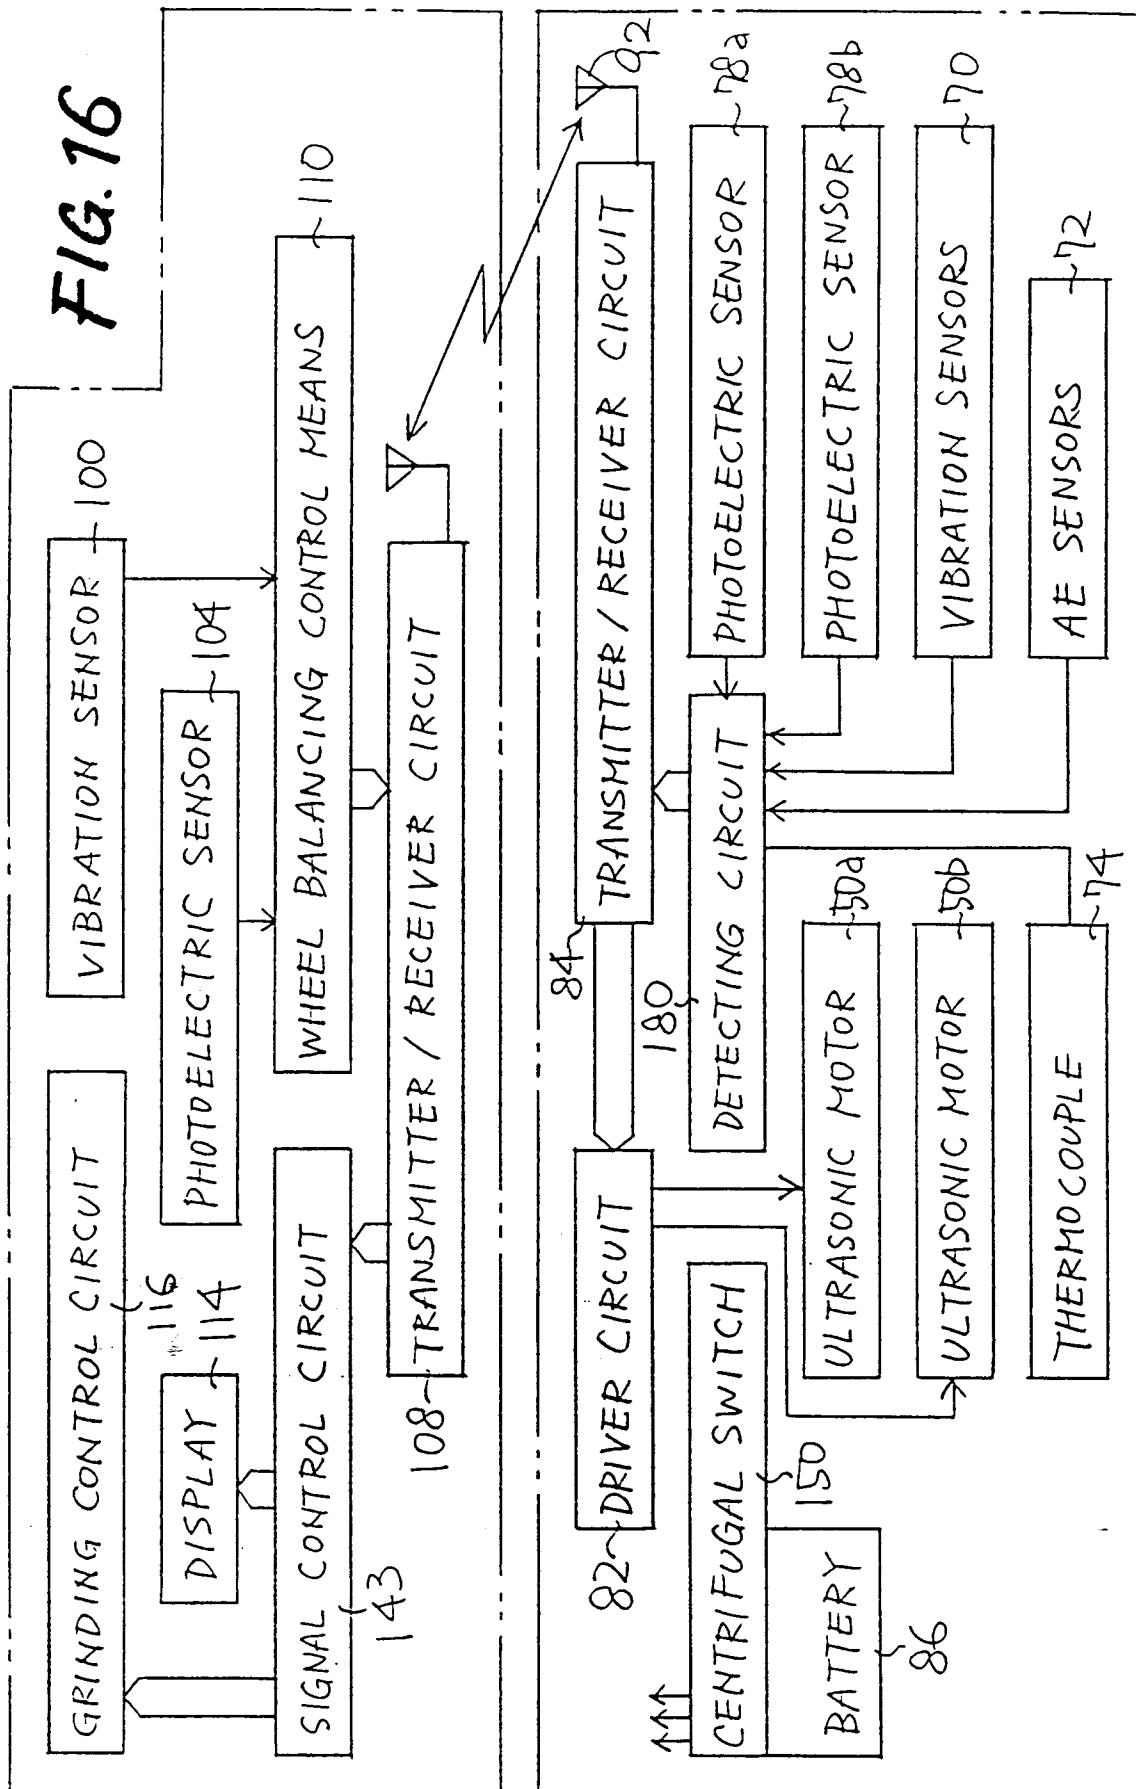 FIG. 16
GRINDING CONTROL CIRCUIT
116
VIBRATION SENSOR
100
DISPLAY
114
PHOTOELECTRIC SENSOR
104
SIGNAL CONTROL CIRCUIT
143
WHEEL BALANCING CONTROL MEANS
110
108
TRANSMITTER / RECEIVER CIRCUIT
92
82
DRIVER CIRCUIT
84
TRANSMITTER / RECEIVER CIRCUIT
CENTRIFUGAL SWITCH
150
180
DETECTING CIRCUIT
PHOTOELECTRIC SENSOR
78a
BATTERY
86
ULTRASONIC MOTOR
50a
PHOTOELECTRIC SENSOR
78b
ULTRASONIC MOTOR
50b
VIBRATION SENSORS
70
THERMOCOUPLE
74
AE SENSORS
72